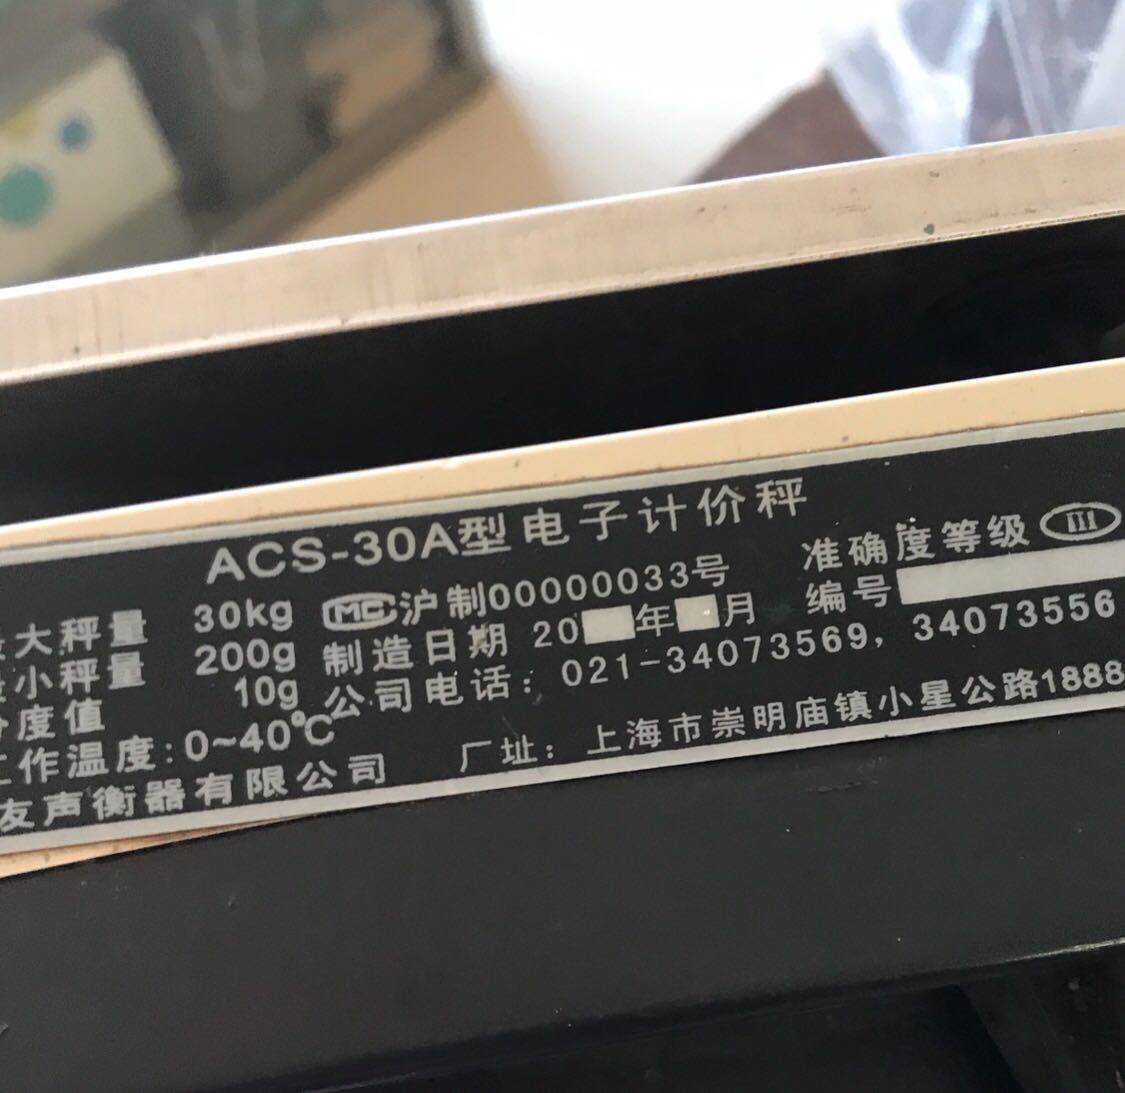 ACS-30A型电子计价秤
大秤量 30kg MC 沪制00000033号 准确度等级 III
小秤量 200g 制造日期 20 年 月 编号
度值 10g 公司电话：021-34073569，34073556
工作温度:0~40℃
友声衡器有限公司 厂址：上海市崇明庙镇小星公路1888